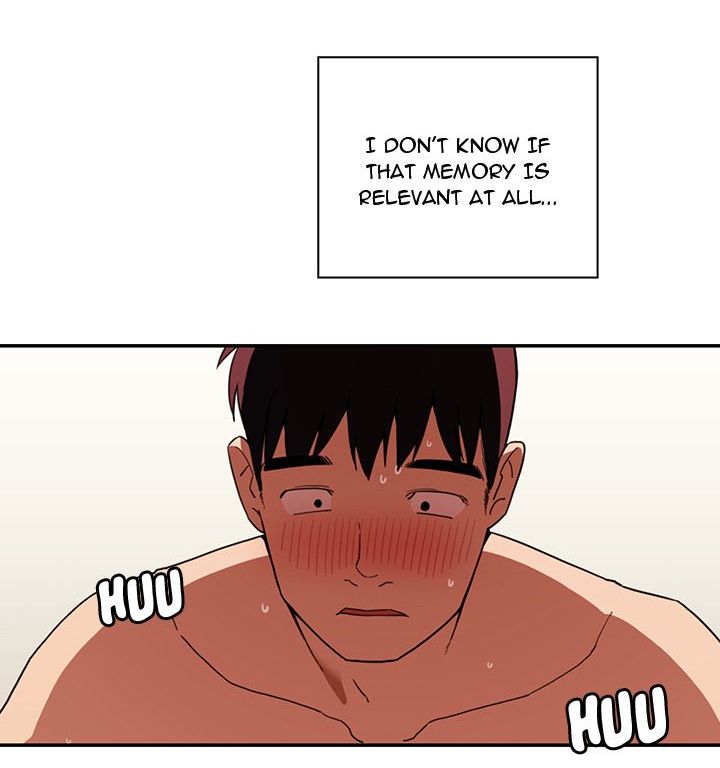 I DON'T KNOW IF
THAT MEMORY IS
RELEVANT AT ALL...
HUU
HUU